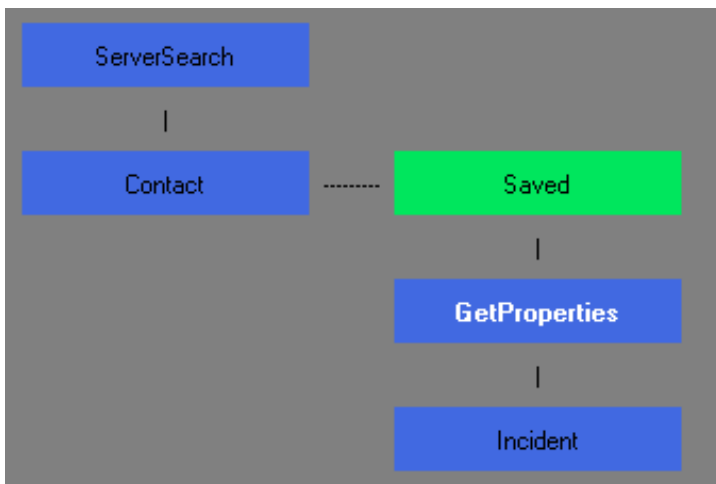 ServerSearch
Contact
Saved
GetProperties
Incident